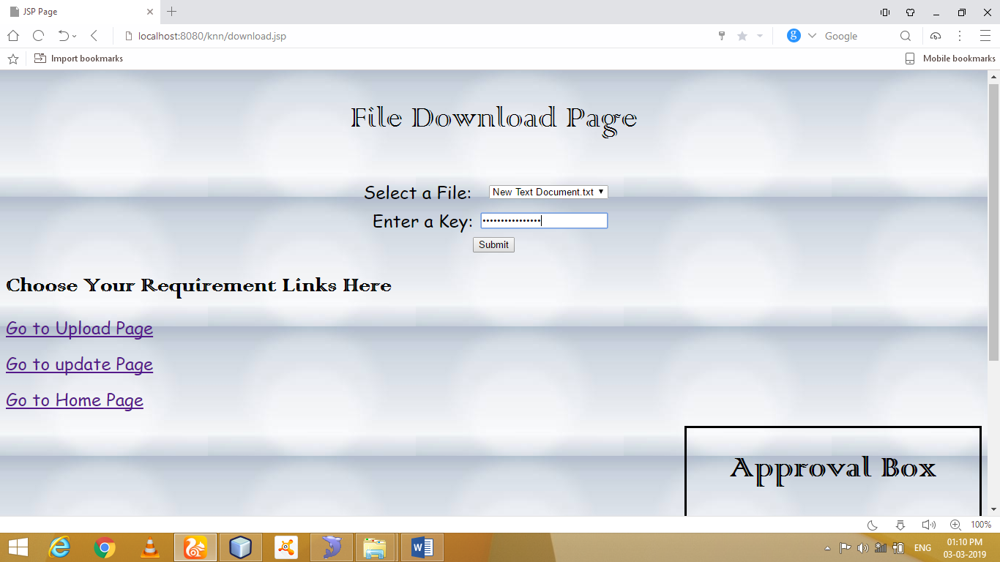 JSP Page
localhost:8080/knn/download.jsp
Google
Import bookmarks
Mobile bookmarks
File Download Page
Select a File: New Text Document.txt
Enter a Key: ••••••••••••••••
Submit
Choose Your Requirement Links Here
Go to Upload Page
Go to update Page
Go to Home Page
Approval Box
100%
ENG
01:10 PM
03-03-2019